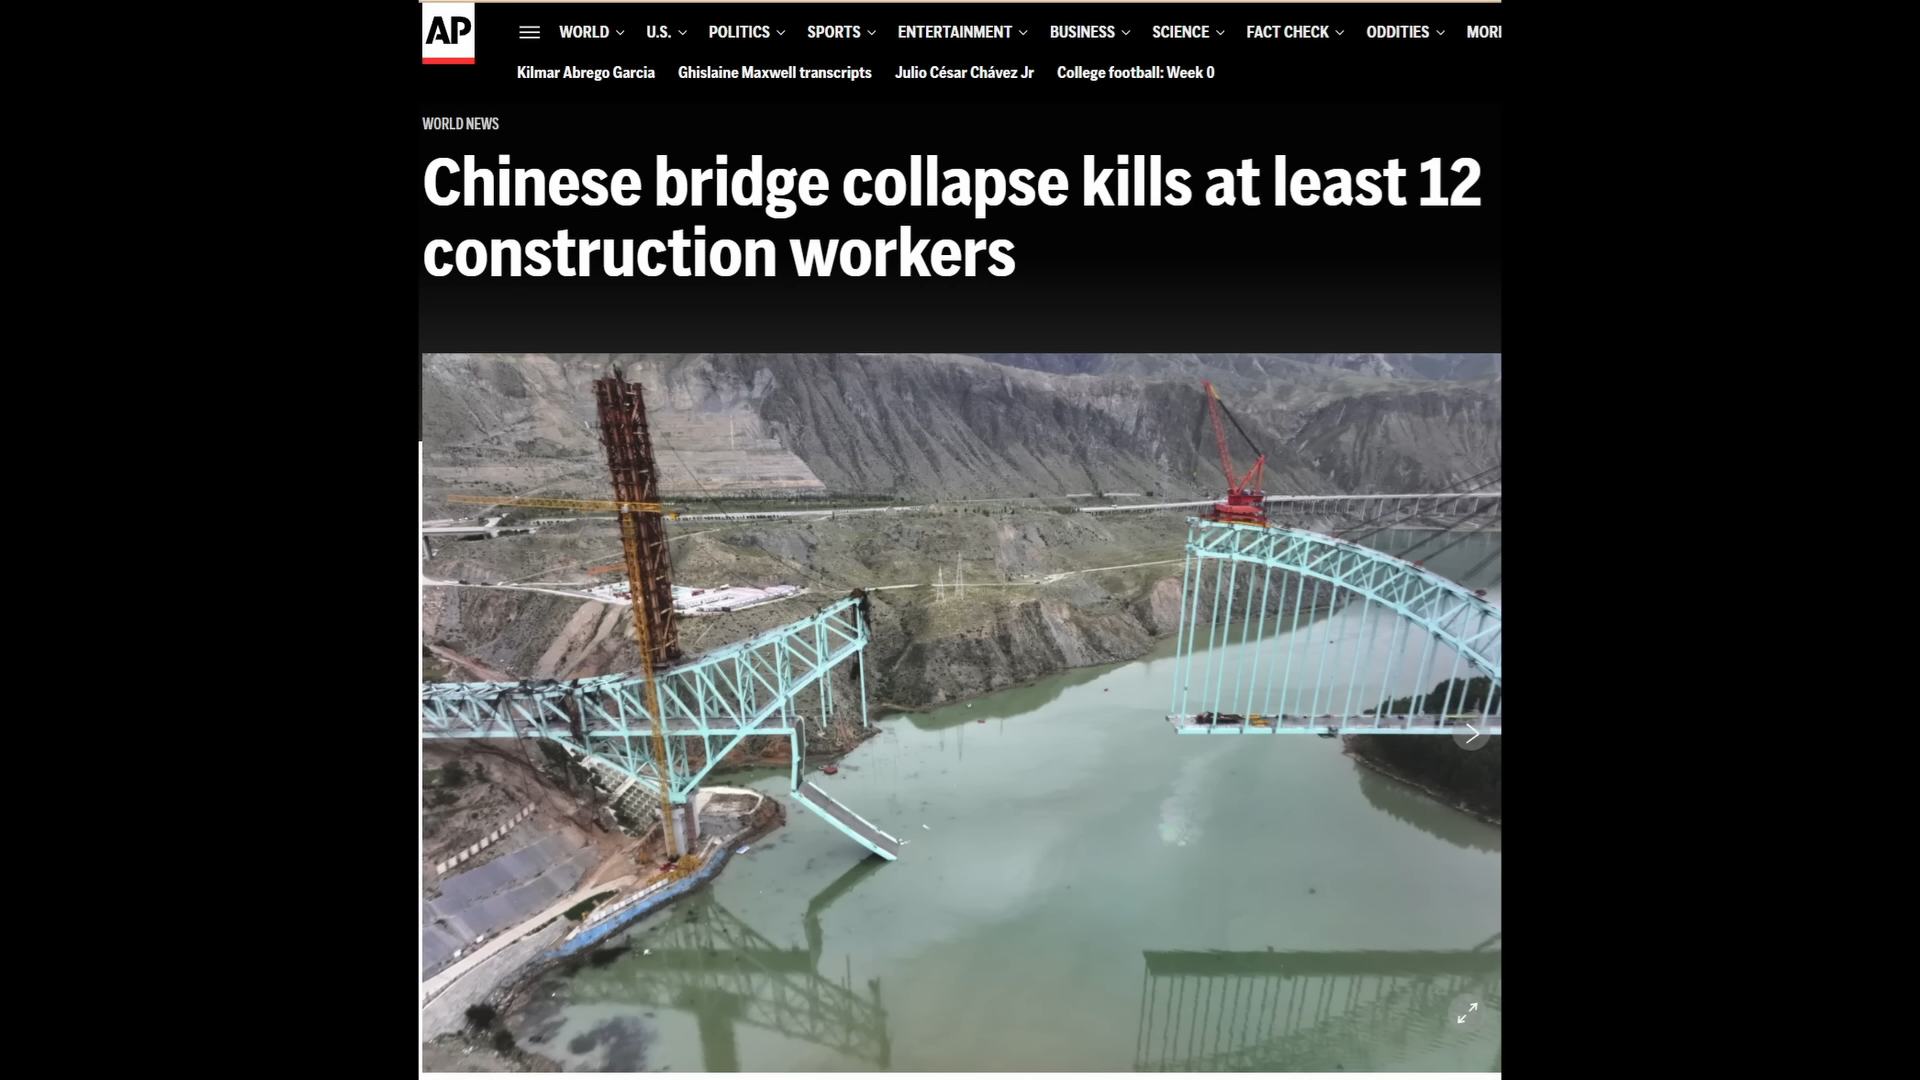 AP
WORLD U.S. POLITICS SPORTS ENTERTAINMENT BUSINESS SCIENCE FACT CHECK ODDITIES MORE
Kilmar Abrego Garcia Ghislaine Maxwell transcripts Julio César Chávez Jr College football: Week 0
WORLD NEWS
Chinese bridge collapse kills at least 12
construction workers